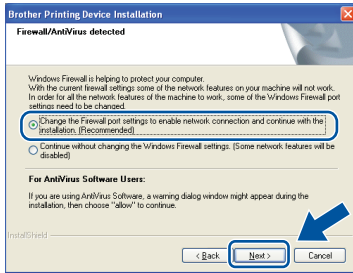 Brother Printing Device Installation
Firewall/AntiVirus detected
Windows Firewall is helping to protect your computer.
With the current firewall settings some of the network features on your machine will not work.
In order for all the network features of the machine to work, some of the Windows Firewall port
settings need to be changed.
Change the Firewall port settings to enable network connection and continue with the
installation. (Recommended)
Continue without changing the Windows Firewall settings. (Some network features will be
disabled)
For AntiVirus Software Users:
If you are using AntiVirus Software, a warning dialog window might appear during the
installation, then choose "allow" to continue.
InstallShield
< Back
Next >
Cancel